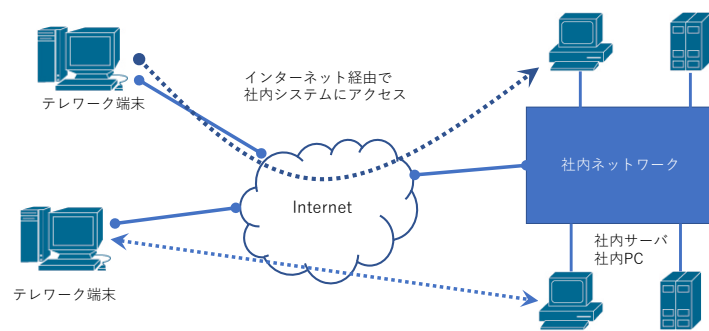 テレワーク端末
インターネット経由で
社内システムにアクセス
社内ネットワーク
Internet
社内サーバ
社内PC
テレワーク端末